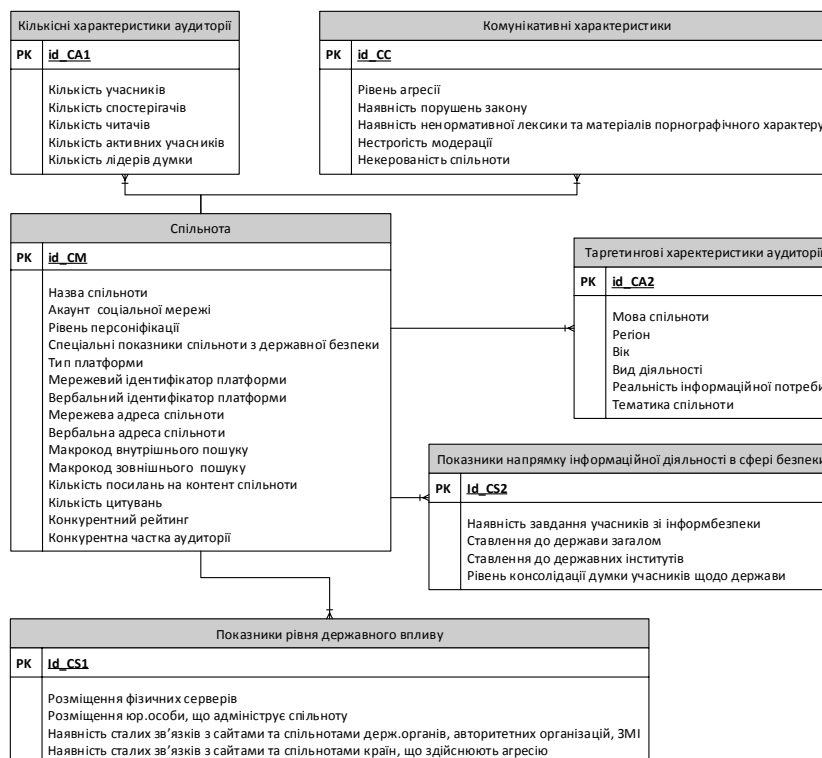 Кількісні характеристики аудиторії
PK id_CA1
Кількість учасників
Кількість спостерігачів
Кількість читачів
Кількість активних учасників
Кількість лідерів думки
Комунікативні характеристики
PK id_CC
Рівень агресії
Наявність порушень закону
Наявність ненормативної лексики та матеріалів порнографічного характеру
Нестрогість модерації
Некерованість спільноти
Спільнота
PK id_CM
Назва спільноти
Акаунт соціальної мережі
Рівень персоніфікації
Спеціальні показники спільноти з державної безпеки
Тип платформи
Мережевий ідентифікатор платформи
Вербальний ідентифікатор платформи
Мережева адреса спільноти
Вербальна адреса спільноти
Макрокод внутрішнього пошуку
Макрокод зовнішнього пошуку
Кількість посилань на контент спільноти
Кількість цитувань
Конкурентний рейтинг
Конкурентна частка аудиторії
Таргетингові харектеристики аудиторії
PK id_CA2
Мова спільноти
Регіон
Вік
Вид діяльності
Реальність інформаційної потреби
Тематика спільноти
Показники напрямку інформаційної діяльності в сфері безпеки
PK Id_CS2
Наявність завдання учасників зі інформбезпеки
Ставлення до держави загалом
Ставлення до державних інститутів
Рівень консолідації думки учасників щодо держави
Показники рівня державного впливу
PK Id_CS1
Розміщення фізичних серверів
Розміщення юр.особи, що адмініструє спільноту
Наявність сталих зв’язків з сайтами та спільнотами держ.органів, авторитетних організацій, ЗМІ
Наявність сталих зв’язків з сайтами та спільнотами країн, що здійснюють агресію